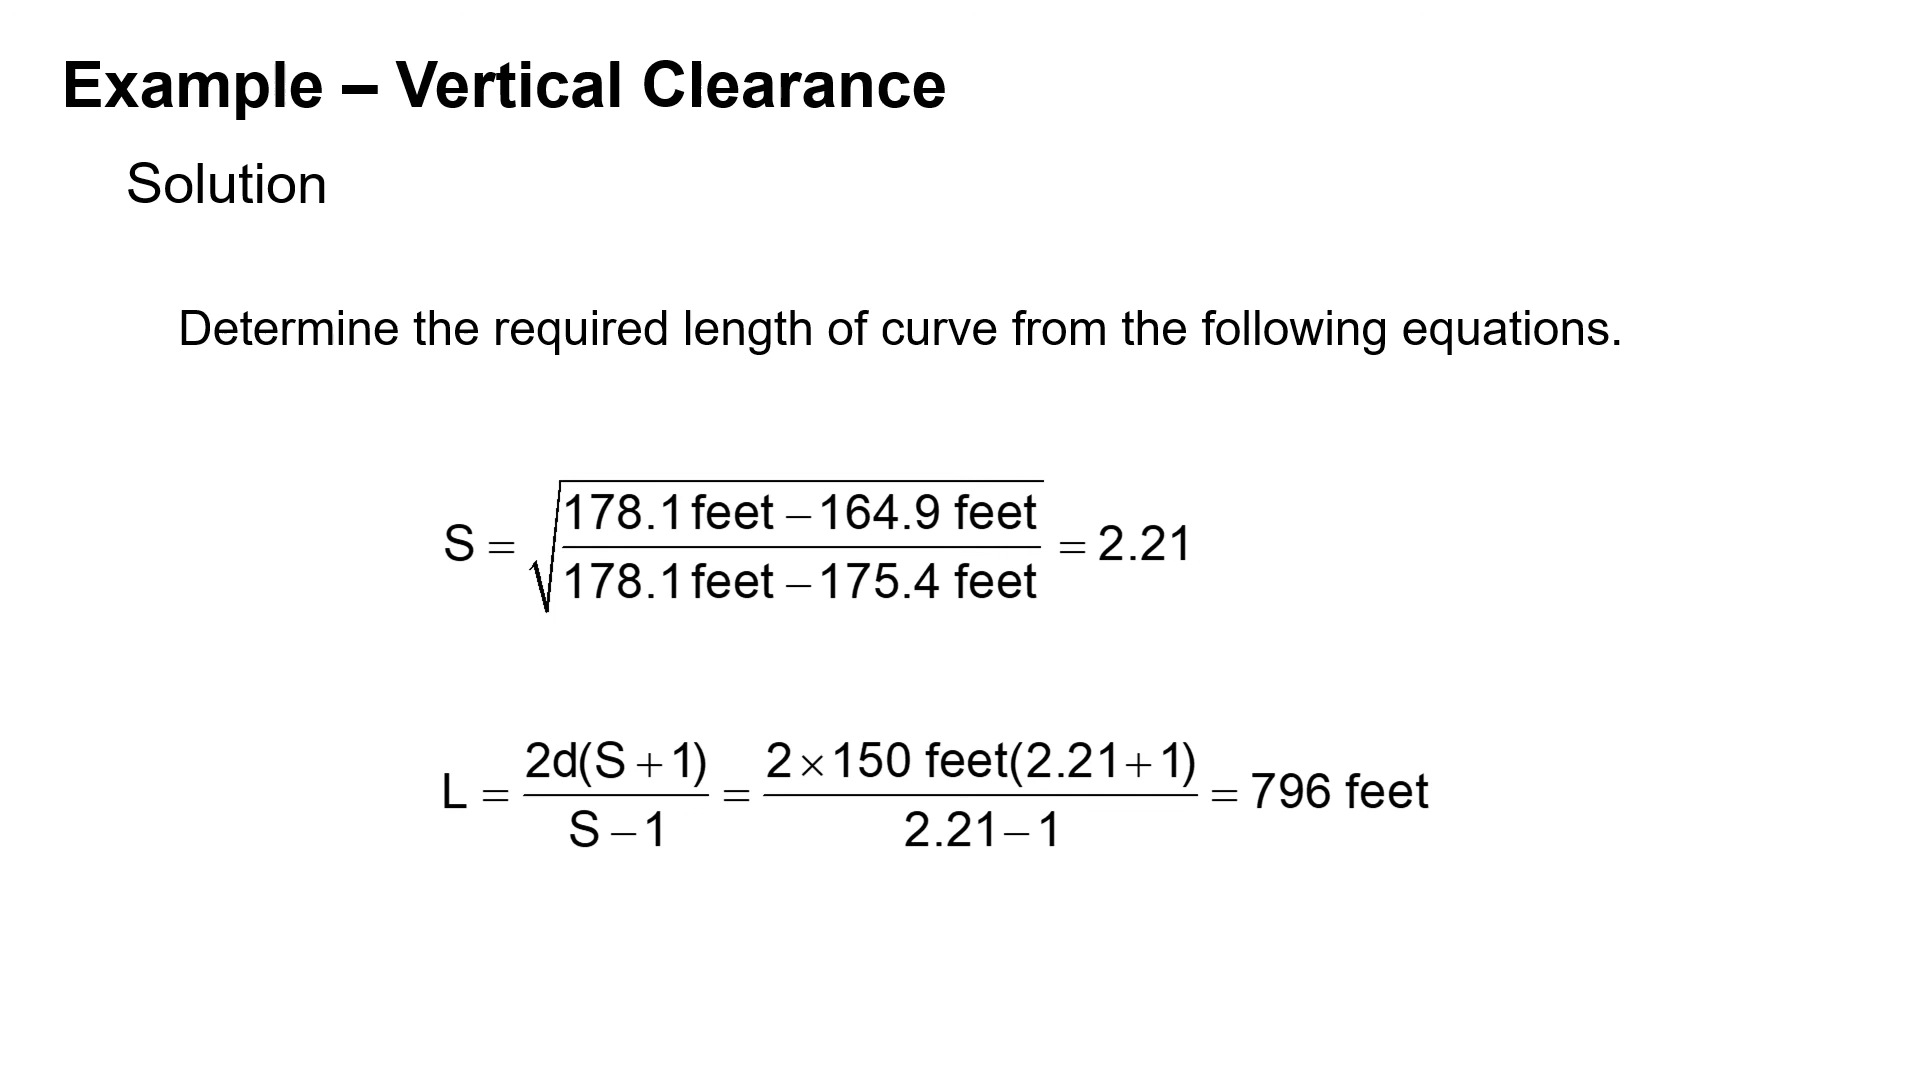 Example – Vertical Clearance
Solution
Determine the required length of curve from the following equations.
S = √((178.1 feet – 164.9 feet) / (178.1 feet – 175.4 feet)) = 2.21
L = 2d(S + 1) / (S – 1) = 2 × 150 feet(2.21 + 1) / (2.21 – 1) = 796 feet